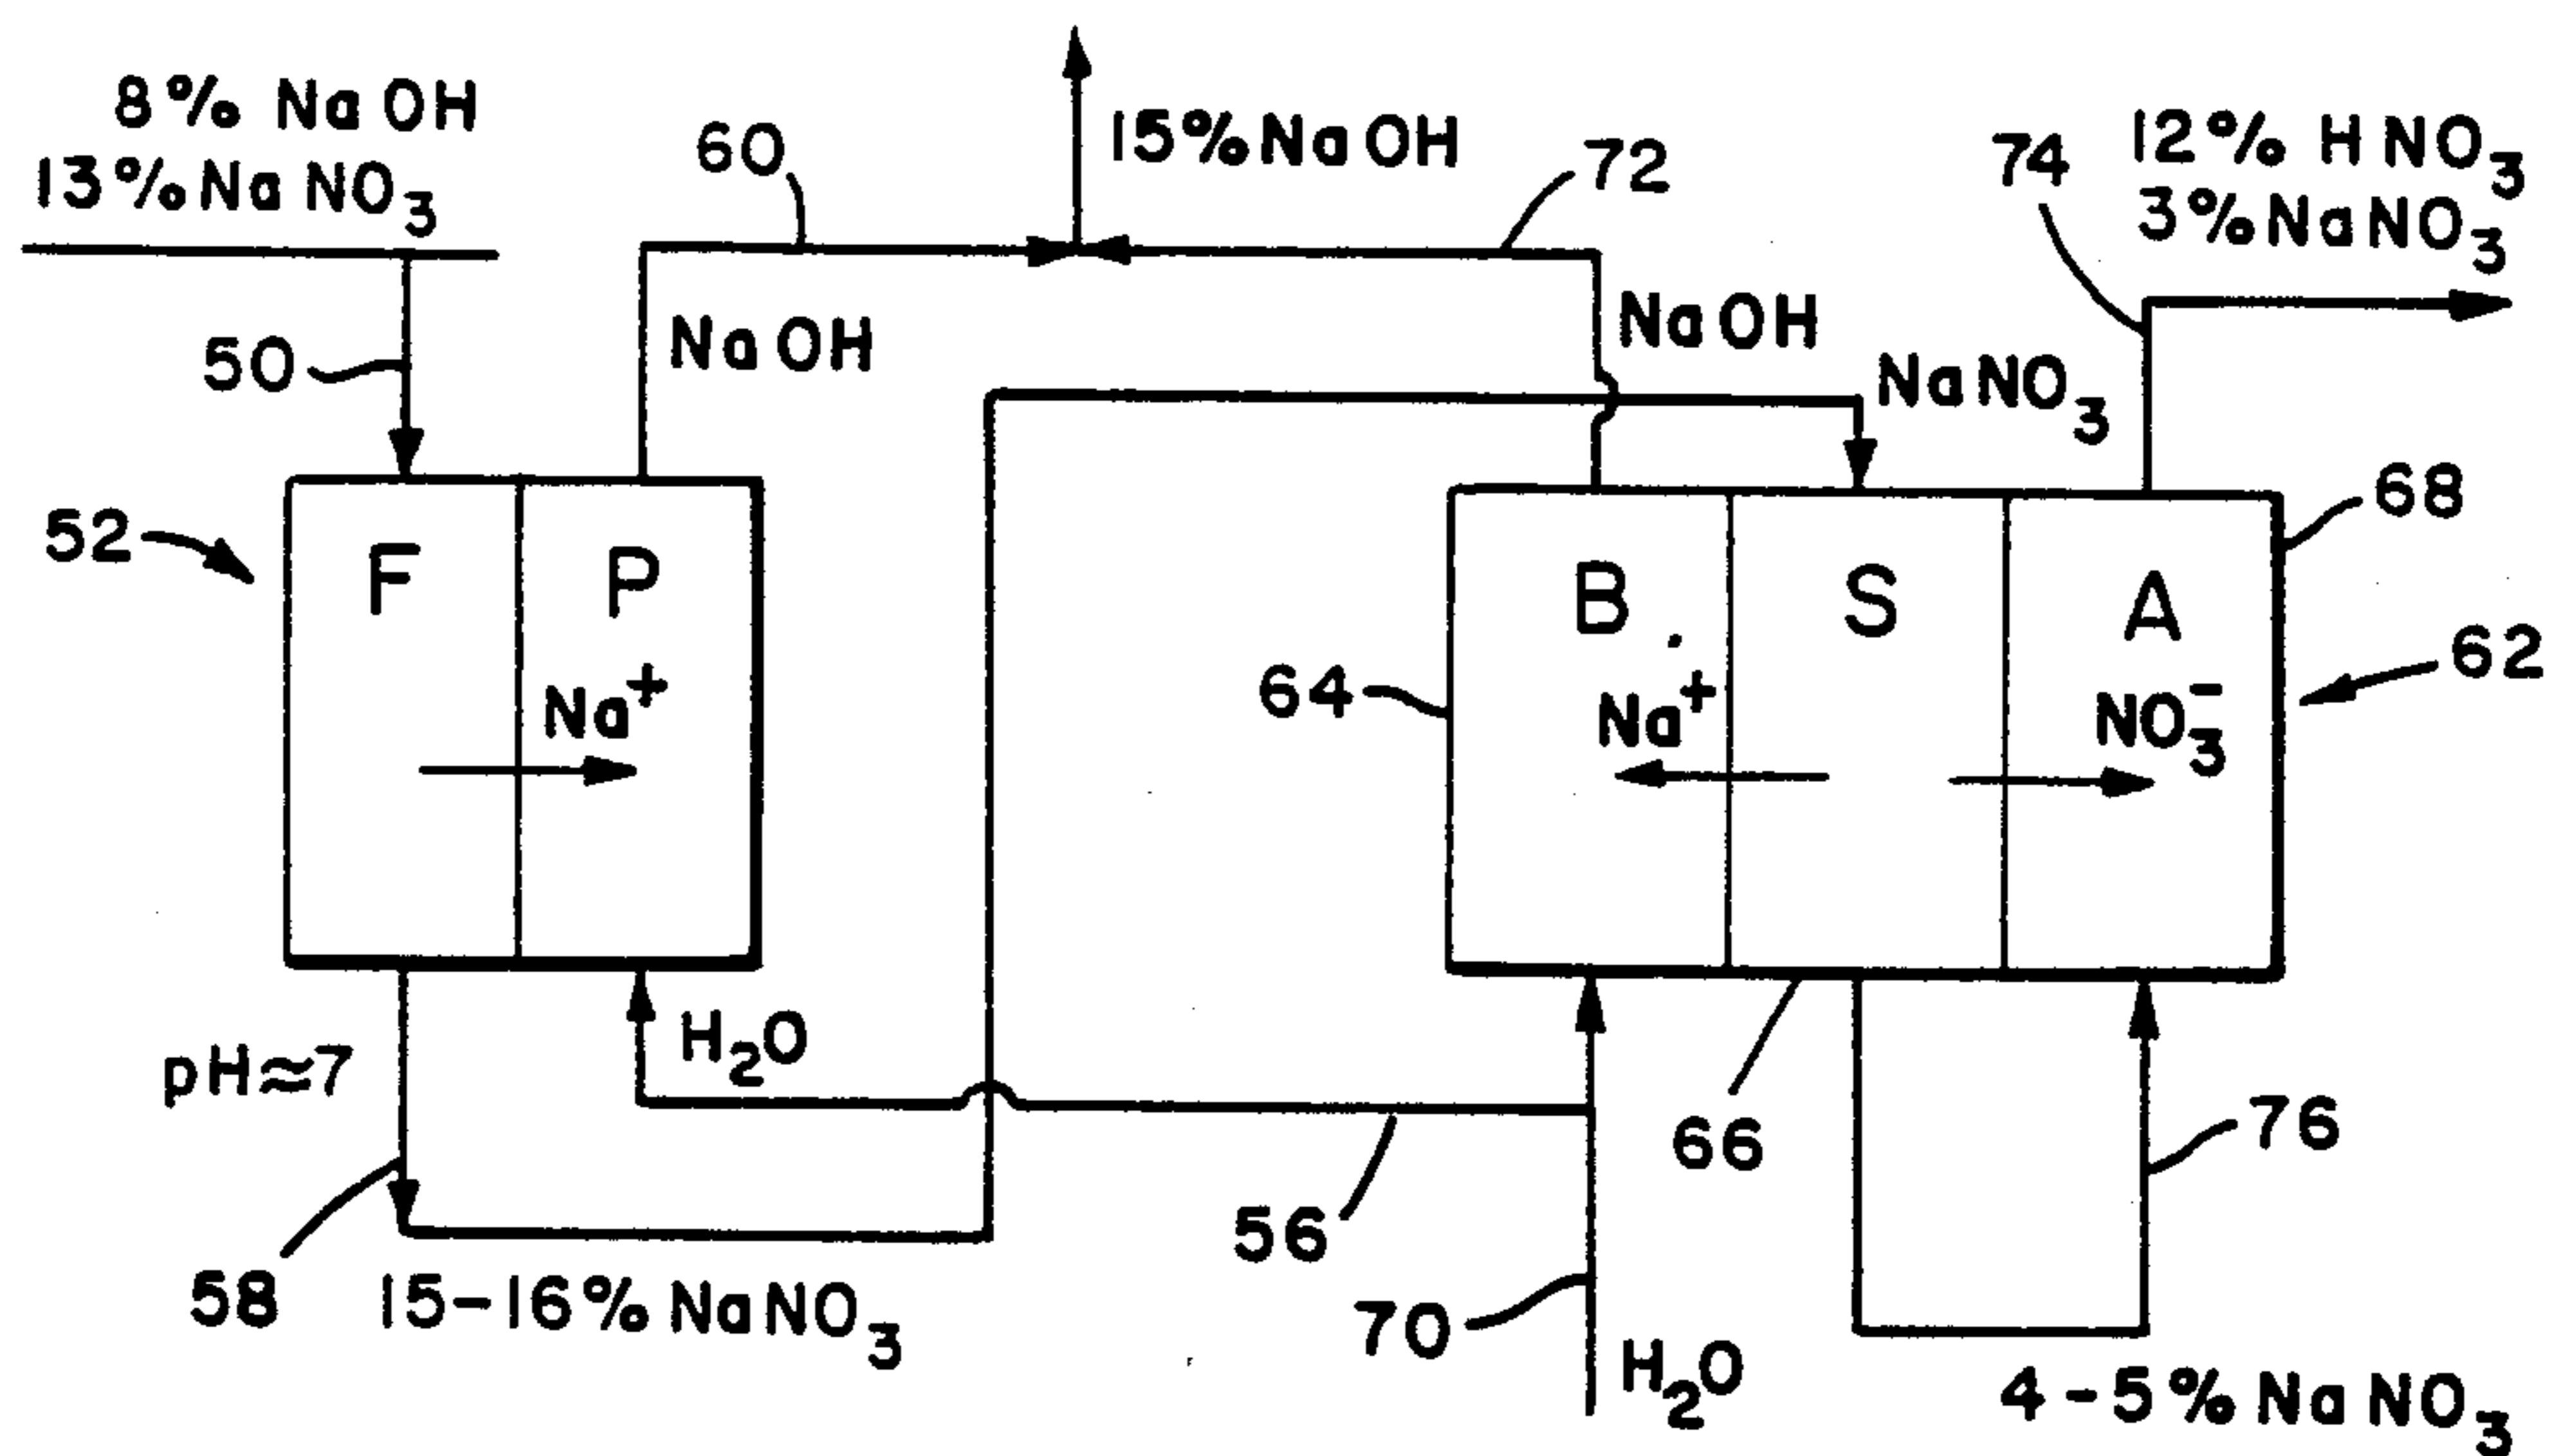 8% NaOH
13% NaNO3
60
15% NaOH
72
74
12% HNO3
3% NaNO3
50
NaOH
NaOH
NaNO3
52
F
P
Na+
B
S
A
68
64
Na+
NO3-
62
pH≈7
H2O
58
15-16% NaNO3
56
66
76
70
H2O
4-5% NaNO3